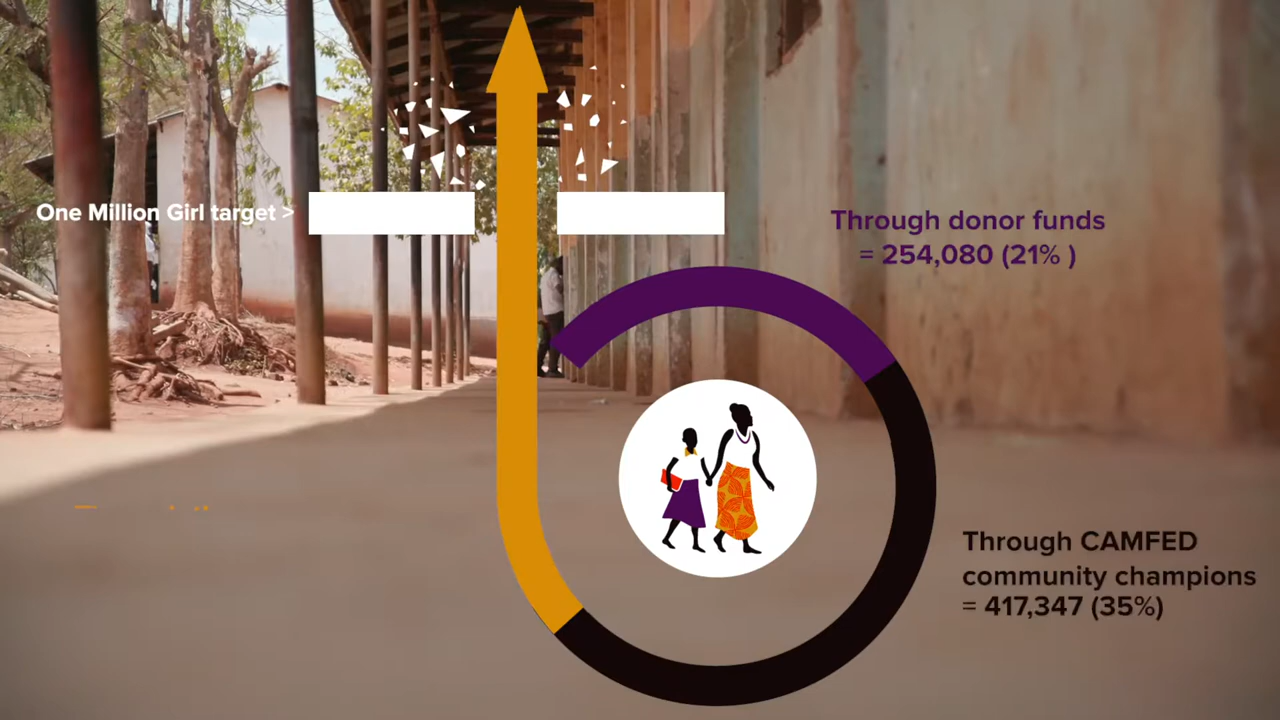 One Million Girl target >
Through donor funds
= 254,080 (21% )
Through CAMFED
community champions
= 417,347 (35%)